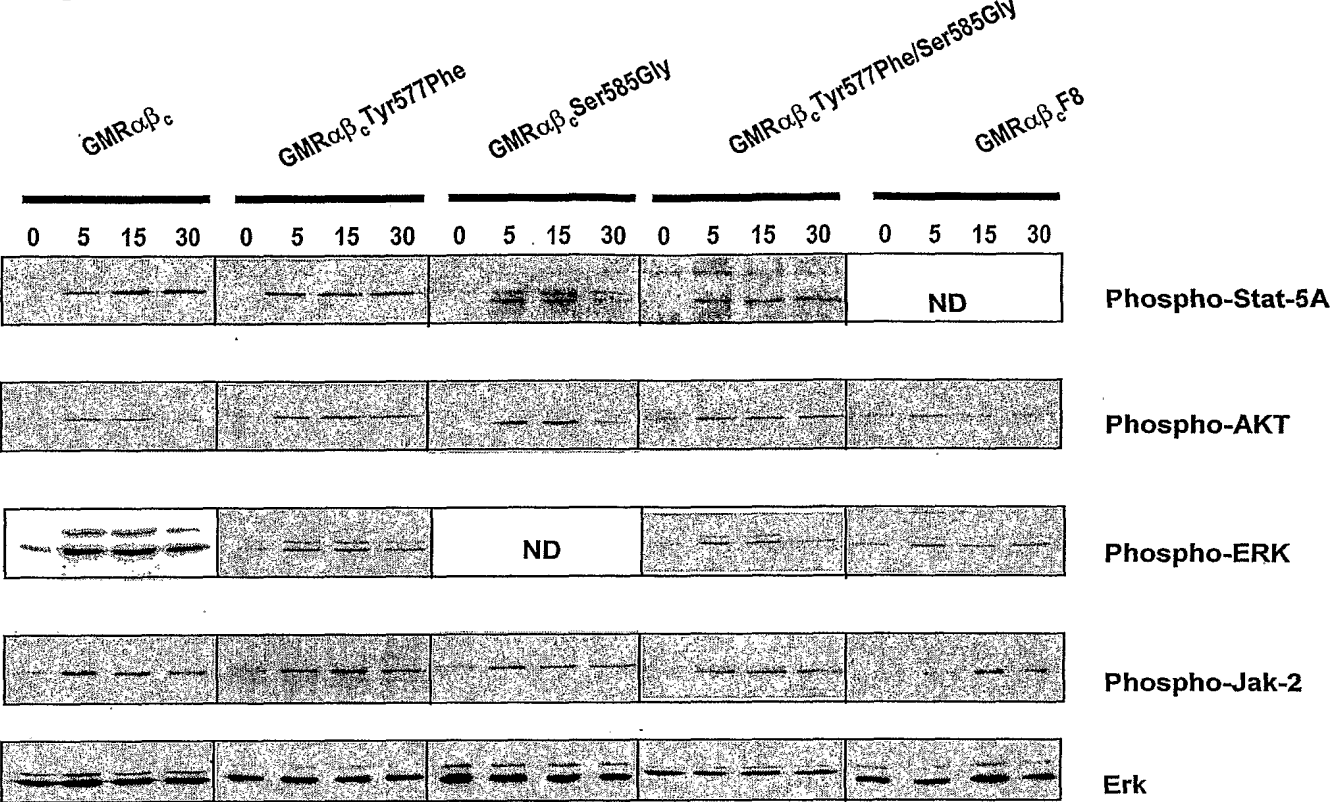 GMRαβc
GMRαβcTyr577Phe
GMRαβcSer585Gly
GMRαβcTyr577Phe/Ser585Gly
GMRαβcF8
0 5 15 30 0 5 15 30 0 5 15 30 0 5 15 30 0 5 15 30
ND Phospho-Stat-5A
Phospho-AKT
ND Phospho-ERK
Phospho-Jak-2
Erk